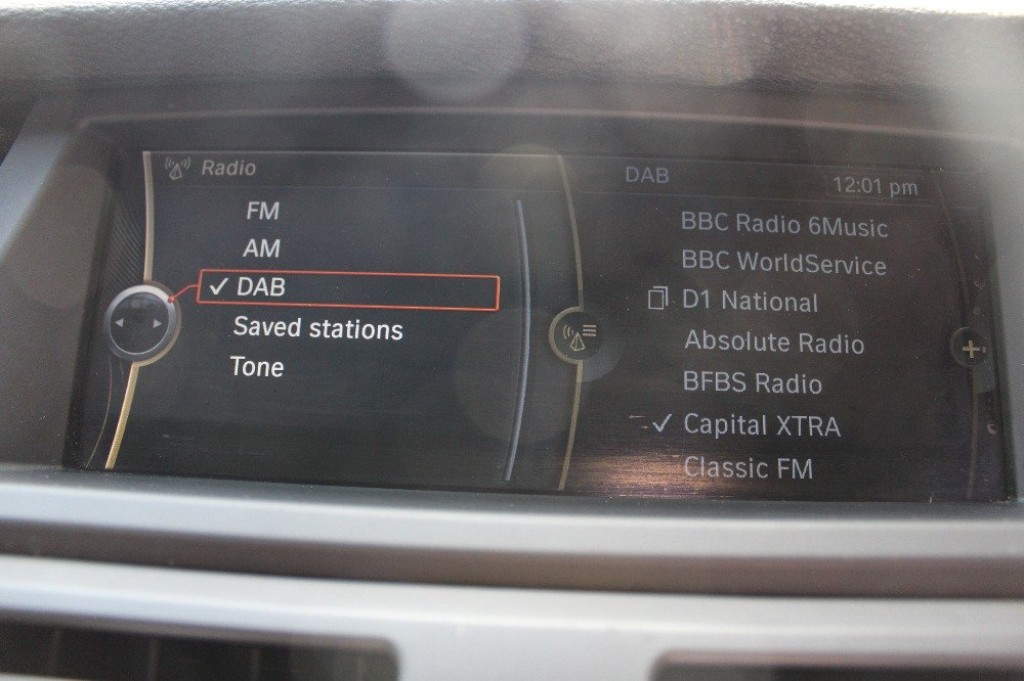 Radio
FM
AM
DAB
Saved stations
Tone
DAB
12:01 pm
BBC Radio 6Music
BBC WorldService
D1 National
Absolute Radio
BFBS Radio
Capital XTRA
Classic FM